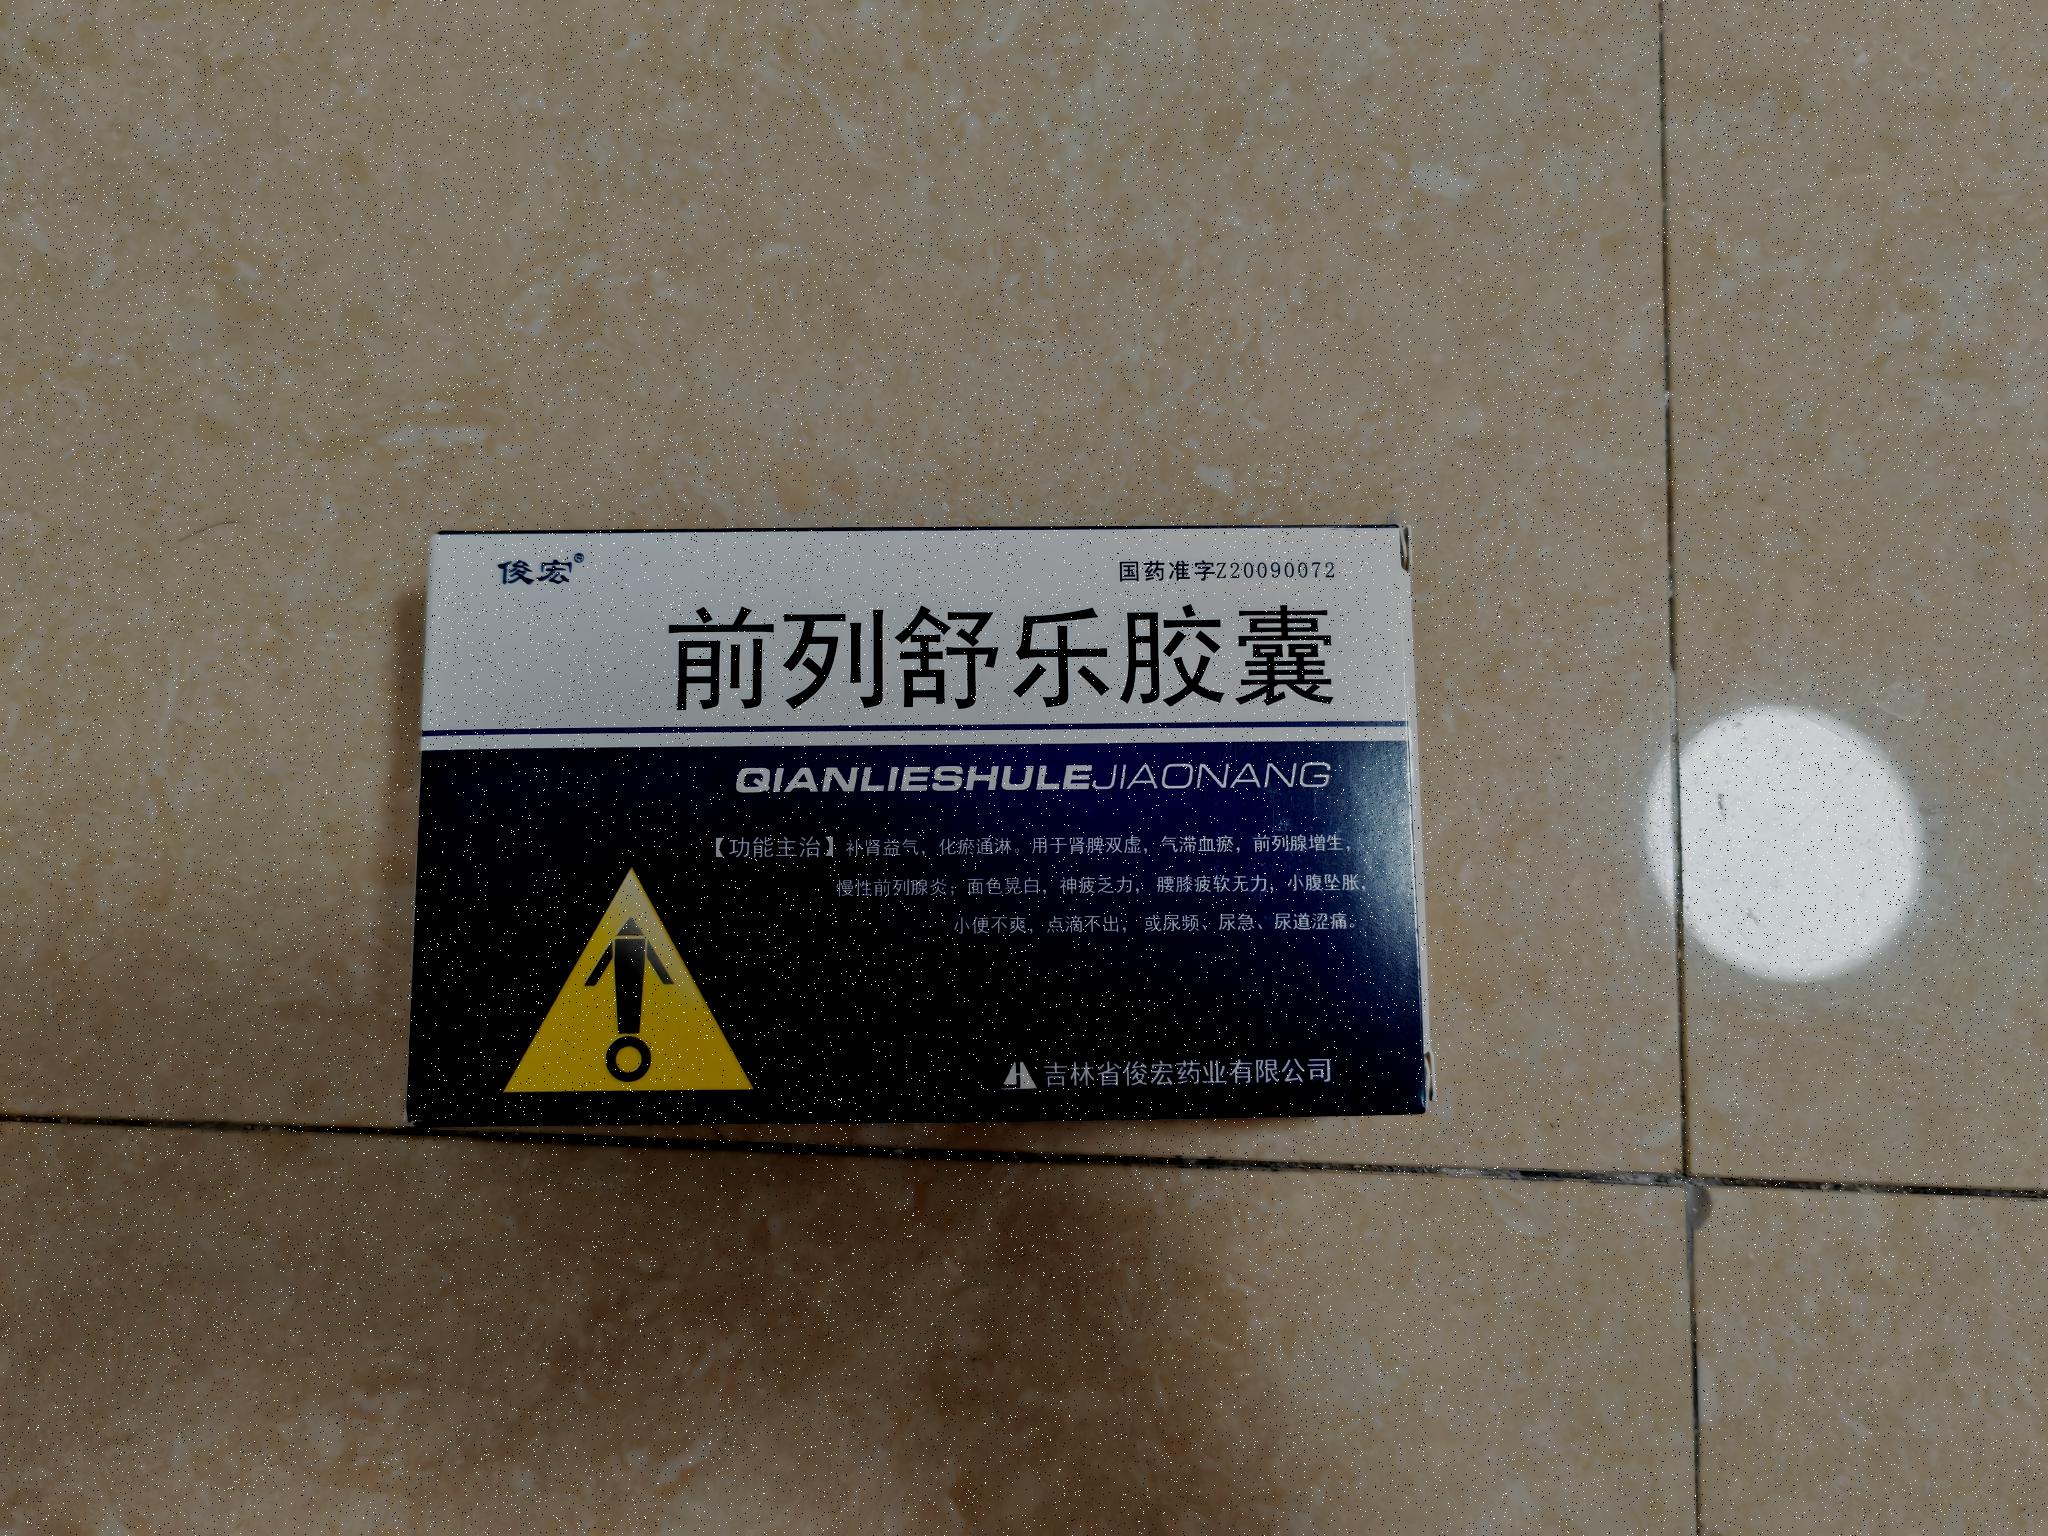 俊宏®
国药准字Z20090072
前列舒乐胶囊
QIANLIESHULEJIAONANG
【功能主治】补肾益气，化瘀通淋。用于肾脾双虚，气滞血瘀，前列腺增生，
慢性前列腺炎；面色晃白，神疲乏力，腰膝疲软无力，小腹坠胀，
小便不爽，点滴不出，或尿频、尿急、尿道涩痛。
吉林省俊宏药业有限公司